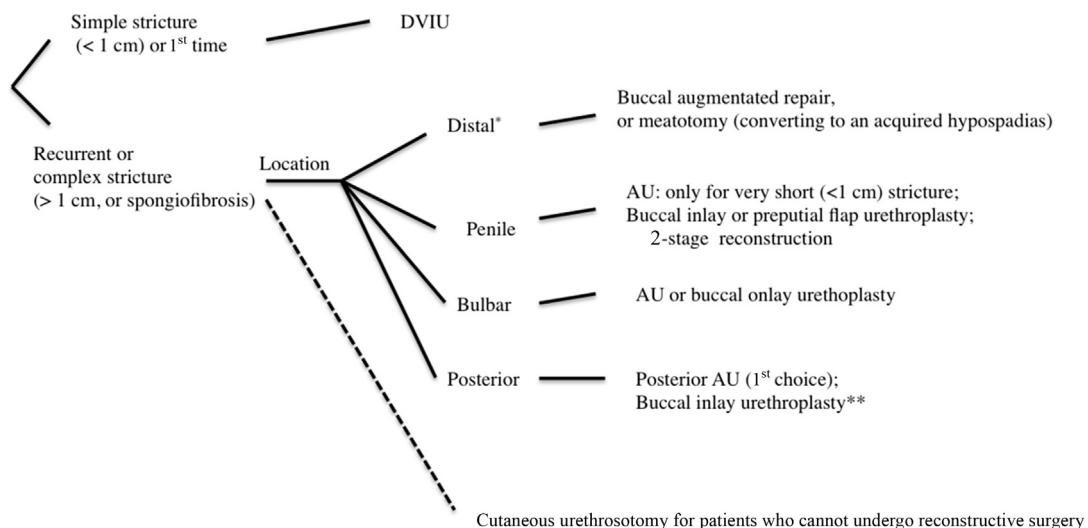 Simple stricture
(< 1 cm) or 1st time
DVIU
Recurrent or
complex stricture
(> 1 cm, or spongiofibrosis)
Location
Distal*
Buccal augmentated repair,
or meatotomy (converting to an acquired hypospadias)
Penile
AU: only for very short (<1 cm) stricture;
Buccal inlay or preputial flap urethroplasty;
2-stage reconstruction
Bulbar
AU or buccal onlay urethoplasty
Posterior
Posterior AU (1st choice);
Buccal inlay urethroplasty**
Cutaneous urethrosotomy for patients who cannot undergo reconstructive surgery